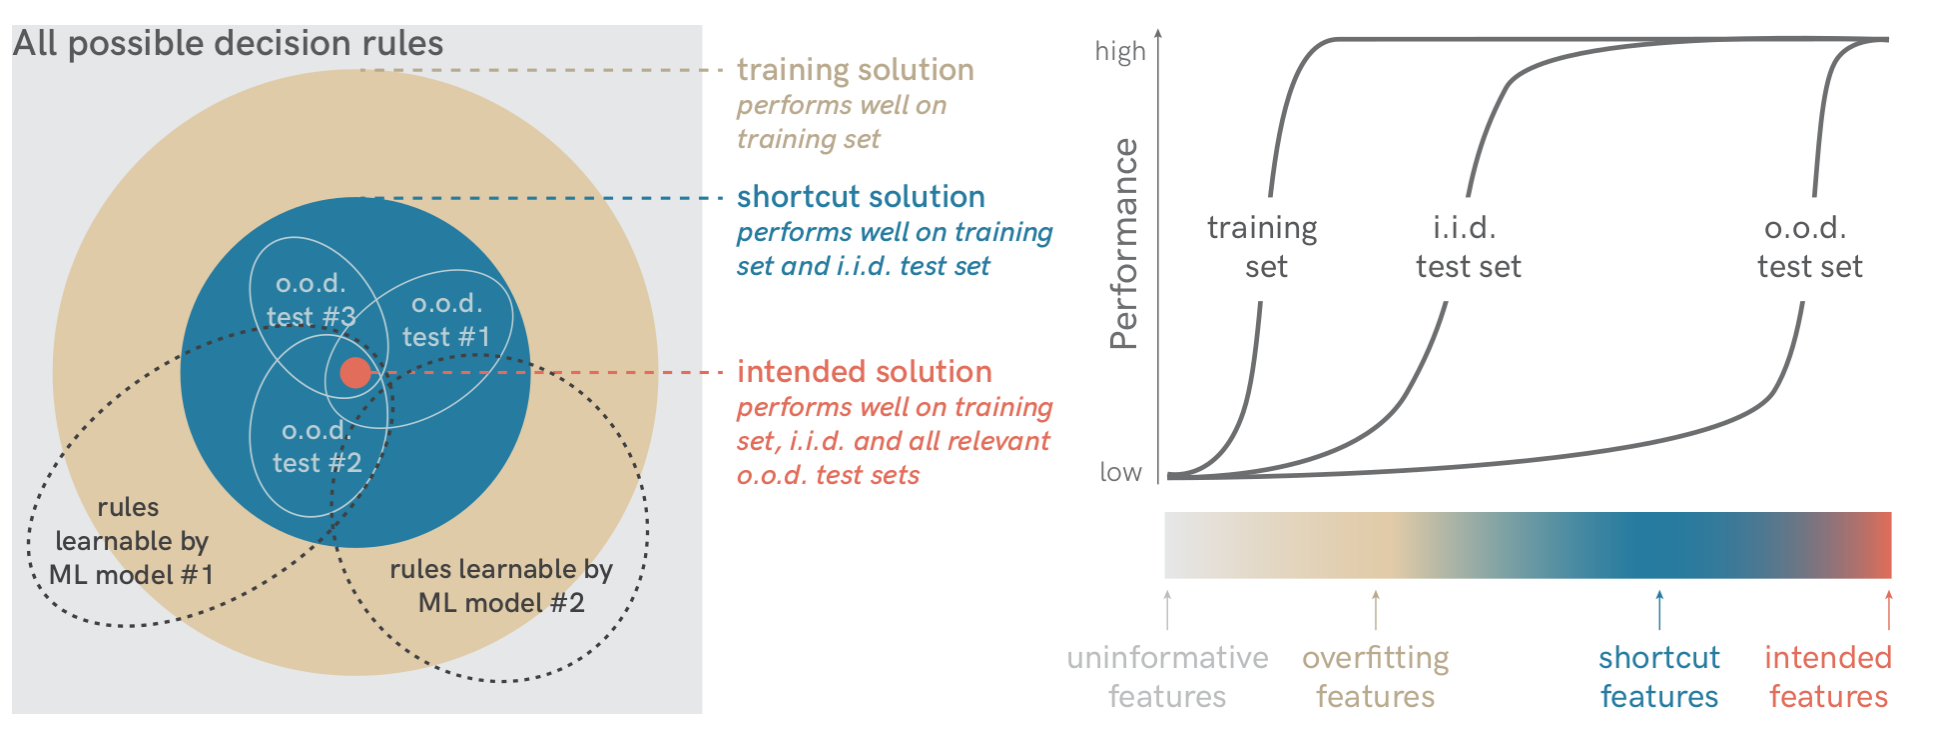 All possible decision rules
training solution
performs well on
training set
shortcut solution
performs well on training
set and i.i.d. test set
intended solution
performs well on training
set, i.i.d. and all relevant
o.o.d. test sets
o.o.d.
test #3
o.o.d.
test #1
o.o.d.
test #2
rules
learnable by
ML model #1
rules learnable by
ML model #2
Performance
high
low
training
set
i.i.d.
test set
o.o.d.
test set
uninformative
features
overfitting
features
shortcut
features
intended
features